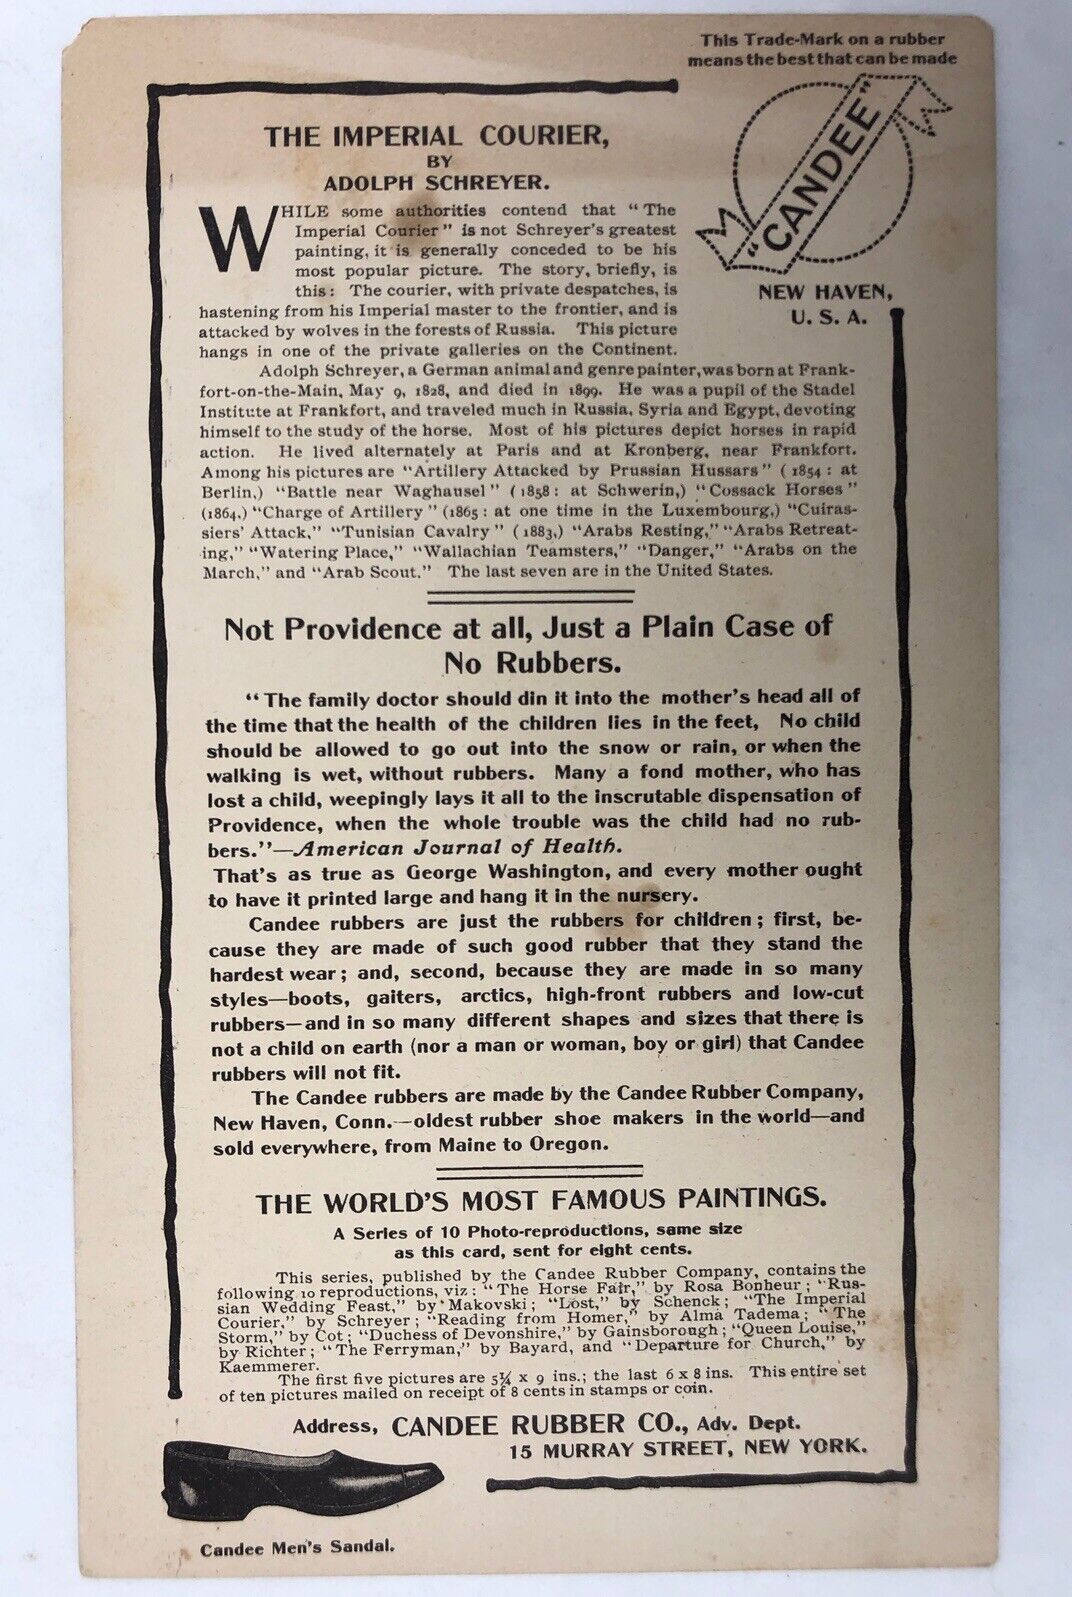 This Trade-Mark on a rubber
means the best that can be made
"CANDEE"
NEW HAVEN,
U. S. A.
THE IMPERIAL COURIER,
BY
ADOLPH SCHREYER.
WHILE some authorities contend that "The
Imperial Courier" is not Schreyer's greatest
painting, it is generally conceded to be his
most popular picture. The story, briefly, is
this: The courier, with private despatches, is
hastening from his Imperial master to the frontier, and is
attacked by wolves in the forests of Russia. This picture
hangs in one of the private galleries on the Continent.
Adolph Schreyer, a German animal and genre painter, was born at Frank-
fort-on-the-Main, May 9, 1828, and died in 1899. He was a pupil of the Stadel
Institute at Frankfort, and traveled much in Russia, Syria and Egypt, devoting
himself to the study of the horse. Most of his pictures depict horses in rapid
action. He lived alternately at Paris and at Kronberg, near Frankfort.
Among his pictures are "Artillery Attacked by Prussian Hussars" (1854: at
Berlin,) "Battle near Waghausel" (1858: at Schwerin,) "Cossack Horses"
(1864,) "Charge of Artillery" (1865: at one time in the Luxembourg,) "Cuiras-
siers' Attack," "Tunisian Cavalry" (1883,) "Arabs Resting," "Arabs Retreat-
ing," "Watering Place," "Wallachian Teamsters," "Danger," "Arabs on the
March," and "Arab Scout." The last seven are in the United States.
Not Providence at all, Just a Plain Case of
No Rubbers.
"The family doctor should din it into the mother's head all of
the time that the health of the children lies in the feet, No child
should be allowed to go out into the snow or rain, or when the
walking is wet, without rubbers. Many a fond mother, who has
lost a child, weepingly lays it all to the inscrutable dispensation of
Providence, when the whole trouble was the child had no rub-
bers."—American Journal of Health.
That's as true as George Washington, and every mother ought
to have it printed large and hang it in the nursery.
Candee rubbers are just the rubbers for children; first, be-
cause they are made of such good rubber that they stand the
hardest wear; and, second, because they are made in so many
styles—boots, gaiters, arctics, high-front rubbers and low-cut
rubbers—and in so many different shapes and sizes that there is
not a child on earth (nor a man or woman, boy or girl) that Candee
rubbers will not fit.
The Candee rubbers are made by the Candee Rubber Company,
New Haven, Conn.—oldest rubber shoe makers in the world—and
sold everywhere, from Maine to Oregon.
THE WORLD'S MOST FAMOUS PAINTINGS.
A Series of 10 Photo-reproductions, same size
as this card, sent for eight cents.
This series, published by the Candee Rubber Company, contains the
following 10 reproductions, viz: "The Horse Fair," by Rosa Bonheur; "Rus-
sian Wedding Feast," by Makovski; "Lost," by Schenck; "The Imperial
Courier," by Schreyer; "Reading from Homer," by Alma Tadema; "The
Storm," by Cot; "Duchess of Devonshire," by Gainsborough; "Queen Louise,"
by Richter; "The Ferryman," by Bayard, and "Departure for Church," by
Kaemmerer.
The first five pictures are 5¼ x 9 ins.; the last 6 x 8 ins. This entire set
of ten pictures mailed on receipt of 8 cents in stamps or coin.
Address, CANDEE RUBBER CO., Adv. Dept.
15 MURRAY STREET, NEW YORK.
Candee Men's Sandal.